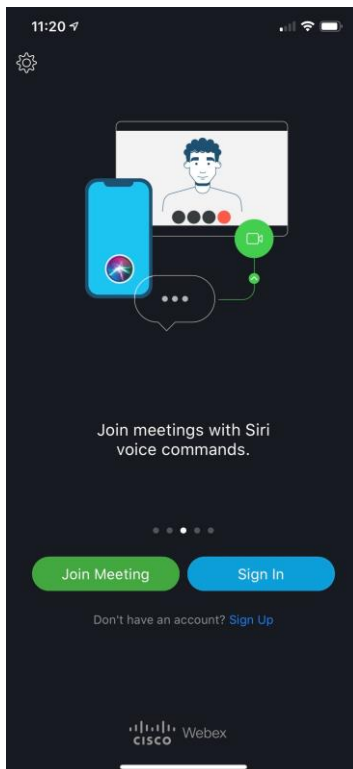 11:20
Join meetings with Siri
voice commands.
Join Meeting
Sign In
Don't have an account? Sign Up
CISCO Webex